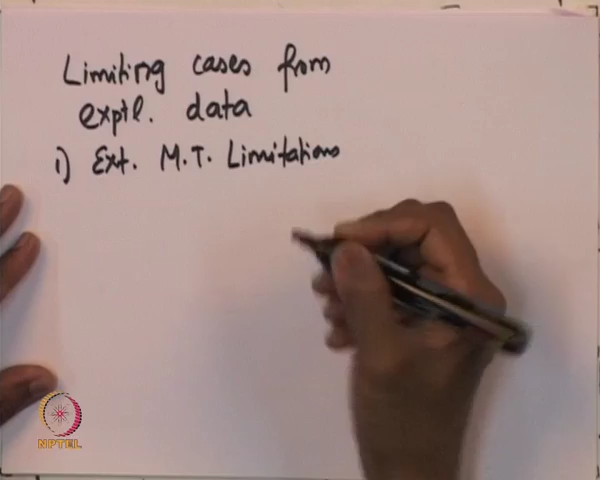 Limiting cases from
exptl. data
1) Ext. M.T. Limitations
NPTEL